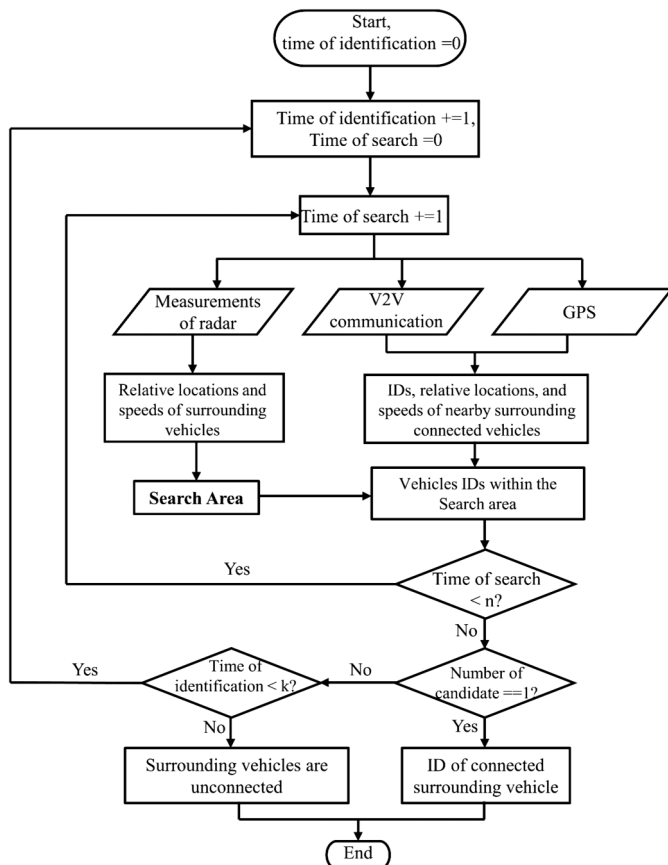 Start,
time of identification =0
Time of identification +=1,
Time of search =0
Time of search +=1
Measurements
of radar
V2V
communication
GPS
Relative locations and
speeds of surrounding
vehicles
IDs, relative locations, and
speeds of nearby surrounding
connected vehicles
Search Area
Vehicles IDs within the
Search area
Yes
Time of search
< n?
No
Yes
Time of
identification < k?
No
Number of
candidate ==1?
No
Yes
Surrounding vehicles are
unconnected
ID of connected
surrounding vehicle
End